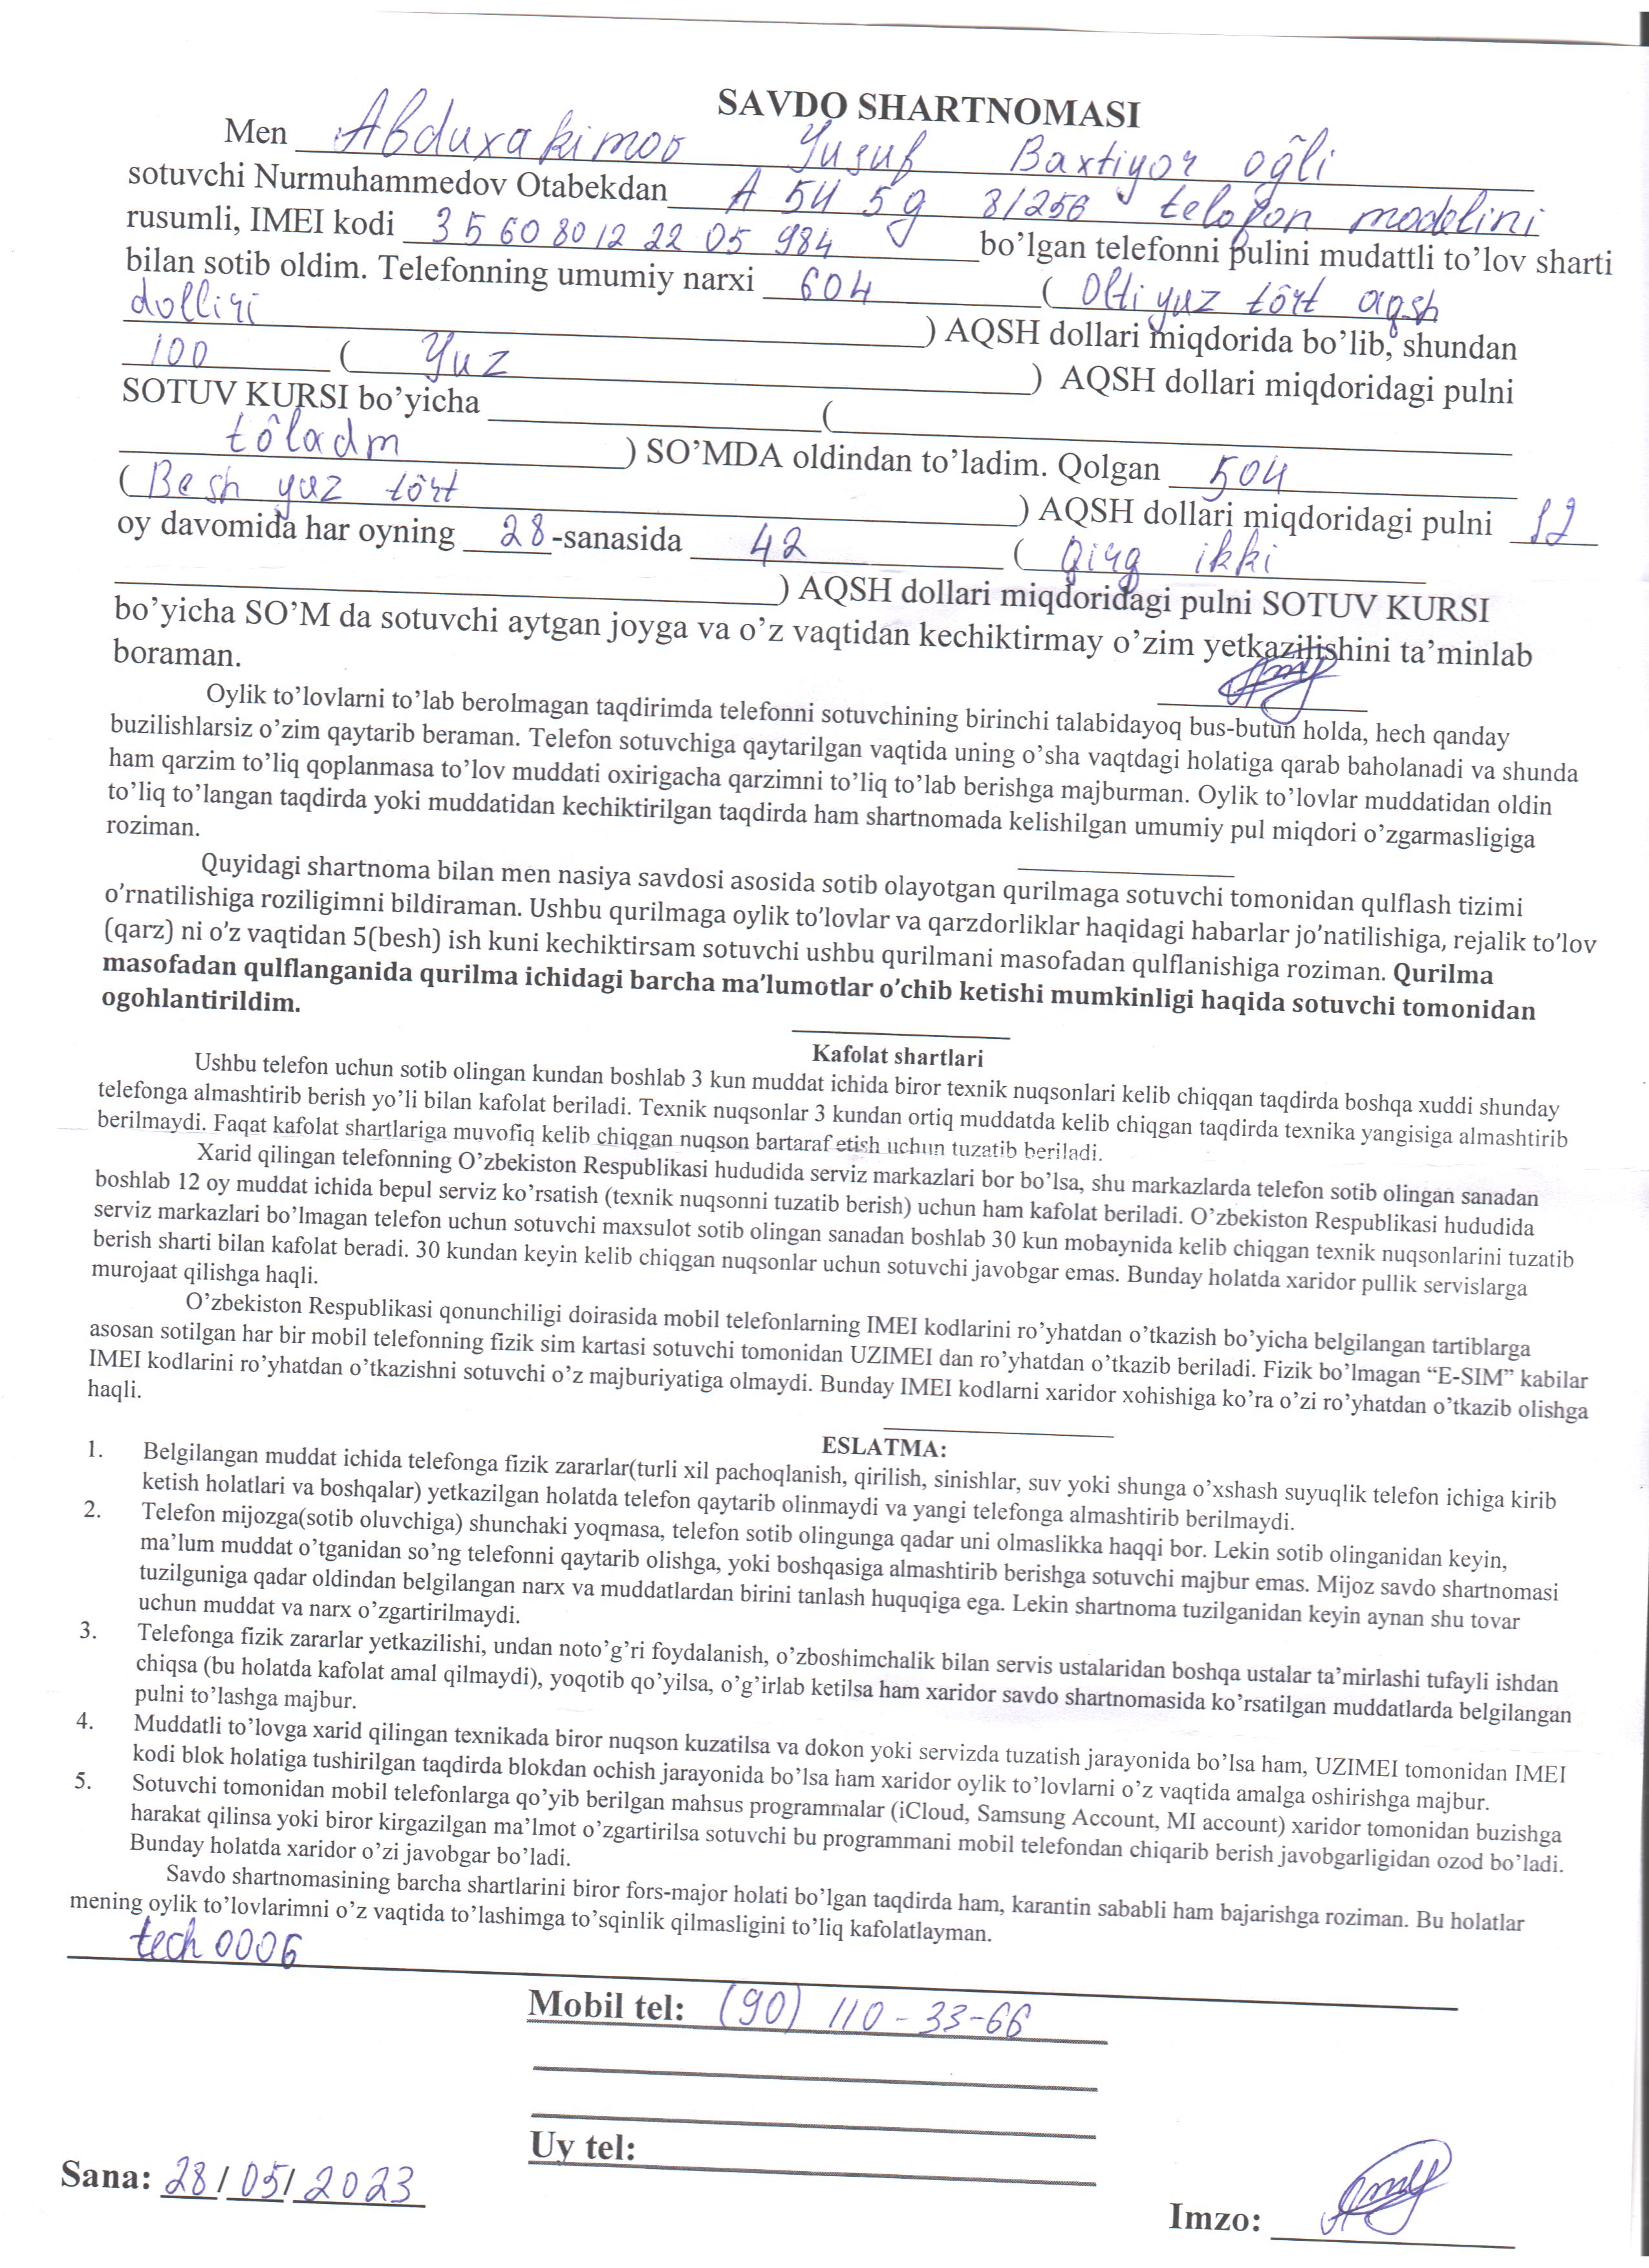 SAVDO SHARTNOMASI
Men Abduxakimov Yusuf Baxtiyor oğli
sotuvchi Nurmuhammedov Otabekdan A 54 5g 8/256 telofon modelini
rusumli, IMEI kodi 35 60 80 12 22 05 984 bo’lgan telefonni pulini mudattli to’lov sharti
bilan sotib oldim. Telefonning umumiy narxi 604 (Olti yuz tôrt aqsh
dolliri ) AQSH dollari miqdorida bo’lib, shundan
100 ( Yuz ) AQSH dollari miqdoridagi pulni
SOTUV KURSI bo’yicha (
tôladm ) SO’MDA oldindan to’ladim. Qolgan 504
(Besh yuz tôrt ) AQSH dollari miqdoridagi pulni 12
oy davomida har oyning 28-sanasida 42 ( Qirq ikki
) AQSH dollari miqdoridagi pulni SOTUV KURSI
bo’yicha SO’M da sotuvchi aytgan joyga va o’z vaqtidan kechiktirmay o’zim yetkazilishini ta’minlab
boraman.
Oylik to’lovlarni to’lab berolmagan taqdirimda telefonni sotuvchining birinchi talabidayoq bus-butun holda, hech qanday
buzilishlarsiz o’zim qaytarib beraman. Telefon sotuvchiga qaytarilgan vaqtida uning o’sha vaqtdagi holatiga qarab baholanadi va shunda
ham qarzim to’liq qoplanmasa to’lov muddati oxirigacha qarzimni to’liq to’lab berishga majburman. Oylik to’lovlar muddatidan oldin
to’liq to’langan taqdirda yoki muddatidan kechiktirilgan taqdirda ham shartnomada kelishilgan umumiy pul miqdori o’zgarmasligiga
roziman.
Quyidagi shartnoma bilan men nasiya savdosi asosida sotib olayotgan qurilmaga sotuvchi tomonidan qulflash tizimi
o’rnatilishiga roziligimni bildiraman. Ushbu qurilmaga oylik to’lovlar va qarzdorliklar haqidagi habarlar jo’natilishiga, rejalik to’lov
(qarz) ni o’z vaqtidan 5(besh) ish kuni kechiktirsam sotuvchi ushbu qurilmani masofadan qulflanishiga roziman. Qurilma
masofadan qulflanganida qurilma ichidagi barcha ma’lumotlar o’chib ketishi mumkinligi haqida sotuvchi tomonidan
ogohlantirildim.
Kafolat shartlari
Ushbu telefon uchun sotib olingan kundan boshlab 3 kun muddat ichida biror texnik nuqsonlari kelib chiqqan taqdirda boshqa xuddi shunday
telefonga almashtirib berish yo’li bilan kafolat beriladi. Texnik nuqsonlar 3 kundan ortiq muddatda kelib chiqgan taqdirda texnika yangisiga almashtirib
berilmaydi. Faqat kafolat shartlariga muvofiq kelib chiqgan nuqson bartaraf etish uchun tuzatib beriladi.
Xarid qilingan telefonning O’zbekiston Respublikasi hududida serviz markazlari bor bo’lsa, shu markazlarda telefon sotib olingan sanadan
boshlab 12 oy muddat ichida bepul serviz ko’rsatish (texnik nuqsonni tuzatib berish) uchun ham kafolat beriladi. O’zbekiston Respublikasi hududida
serviz markazlari bo’lmagan telefon uchun sotuvchi maxsulot sotib olingan sanadan boshlab 30 kun mobaynida kelib chiqgan texnik nuqsonlarini tuzatib
berish sharti bilan kafolat beradi. 30 kundan keyin kelib chiqgan nuqsonlar uchun sotuvchi javobgar emas. Bunday holatda xaridor pullik servislarga
murojaat qilishga haqli.
O’zbekiston Respublikasi qonunchiligi doirasida mobil telefonlarning IMEI kodlarini ro’yhatdan o’tkazish bo’yicha belgilangan tartiblarga
asosan sotilgan har bir mobil telefonning fizik sim kartasi sotuvchi tomonidan UZIMEI dan ro’yhatdan o’tkazib beriladi. Fizik bo’lmagan “E-SIM” kabilar
IMEI kodlarini ro’yhatdan o’tkazishni sotuvchi o’z majburiyatiga olmaydi. Bunday IMEI kodlarni xaridor xohishiga ko’ra o’zi ro’yhatdan o’tkazib olishga
haqli.
ESLATMA:
1. Belgilangan muddat ichida telefonga fizik zararlar(turli xil pachoqlanish, qirilish, sinishlar, suv yoki shunga o’xshash suyuqlik telefon ichiga kirib
ketish holatlari va boshqalar) yetkazilgan holatda telefon qaytarib olinmaydi va yangi telefonga almashtirib berilmaydi.
2. Telefon mijozga(sotib oluvchiga) shunchaki yoqmasa, telefon sotib olingunga qadar uni olmaslikka haqqi bor. Lekin sotib olinganidan keyin,
ma’lum muddat o’tganidan so’ng telefonni qaytarib olishga, yoki boshqasiga almashtirib berishga sotuvchi majbur emas. Mijoz savdo shartnomasi
tuzilguniga qadar oldindan belgilangan narx va muddatlardan birini tanlash huquqiga ega. Lekin shartnoma tuzilganidan keyin aynan shu tovar
uchun muddat va narx o’zgartirilmaydi.
3. Telefonga fizik zararlar yetkazilishi, undan noto’g’ri foydalanish, o’zboshimchalik bilan servis ustalaridan boshqa ustalar ta’mirlashi tufayli ishdan
chiqsa (bu holatda kafolat amal qilmaydi), yoqotib qo’yilsa, o’g’irlab ketilsa ham xaridor savdo shartnomasida ko’rsatilgan muddatlarda belgilangan
pulni to’lashga majbur.
4. Muddatli to’lovga xarid qilingan texnikada biror nuqson kuzatilsa va dokon yoki servizda tuzatish jarayonida bo’lsa ham, UZIMEI tomonidan IMEI
kodi blok holatiga tushirilgan taqdirda blokdan ochish jarayonida bo’lsa ham xaridor oylik to’lovlarni o’z vaqtida amalga oshirishga majbur.
5. Sotuvchi tomonidan mobil telefonlarga qo’yib berilgan mahsus programmalar (iCloud, Samsung Account, MI account) xaridor tomonidan buzishga
harakat qilinsa yoki biror kirgazilgan ma’lmot o’zgartirilsa sotuvchi bu programmani mobil telefondan chiqarib berish javobgarligidan ozod bo’ladi.
Bunday holatda xaridor o’zi javobgar bo’ladi.
Savdo shartnomasining barcha shartlarini biror fors-major holati bo’lgan taqdirda ham, karantin sababli ham bajarishga roziman. Bu holatlar
mening oylik to’lovlarimni o’z vaqtida to’lashimga to’sqinlik qilmasligini to’liq kafolatlayman.
tech 0006
Mobil tel: (90) 110-33-66
Uy tel:
Sana: 28/05/2023
Imzo: